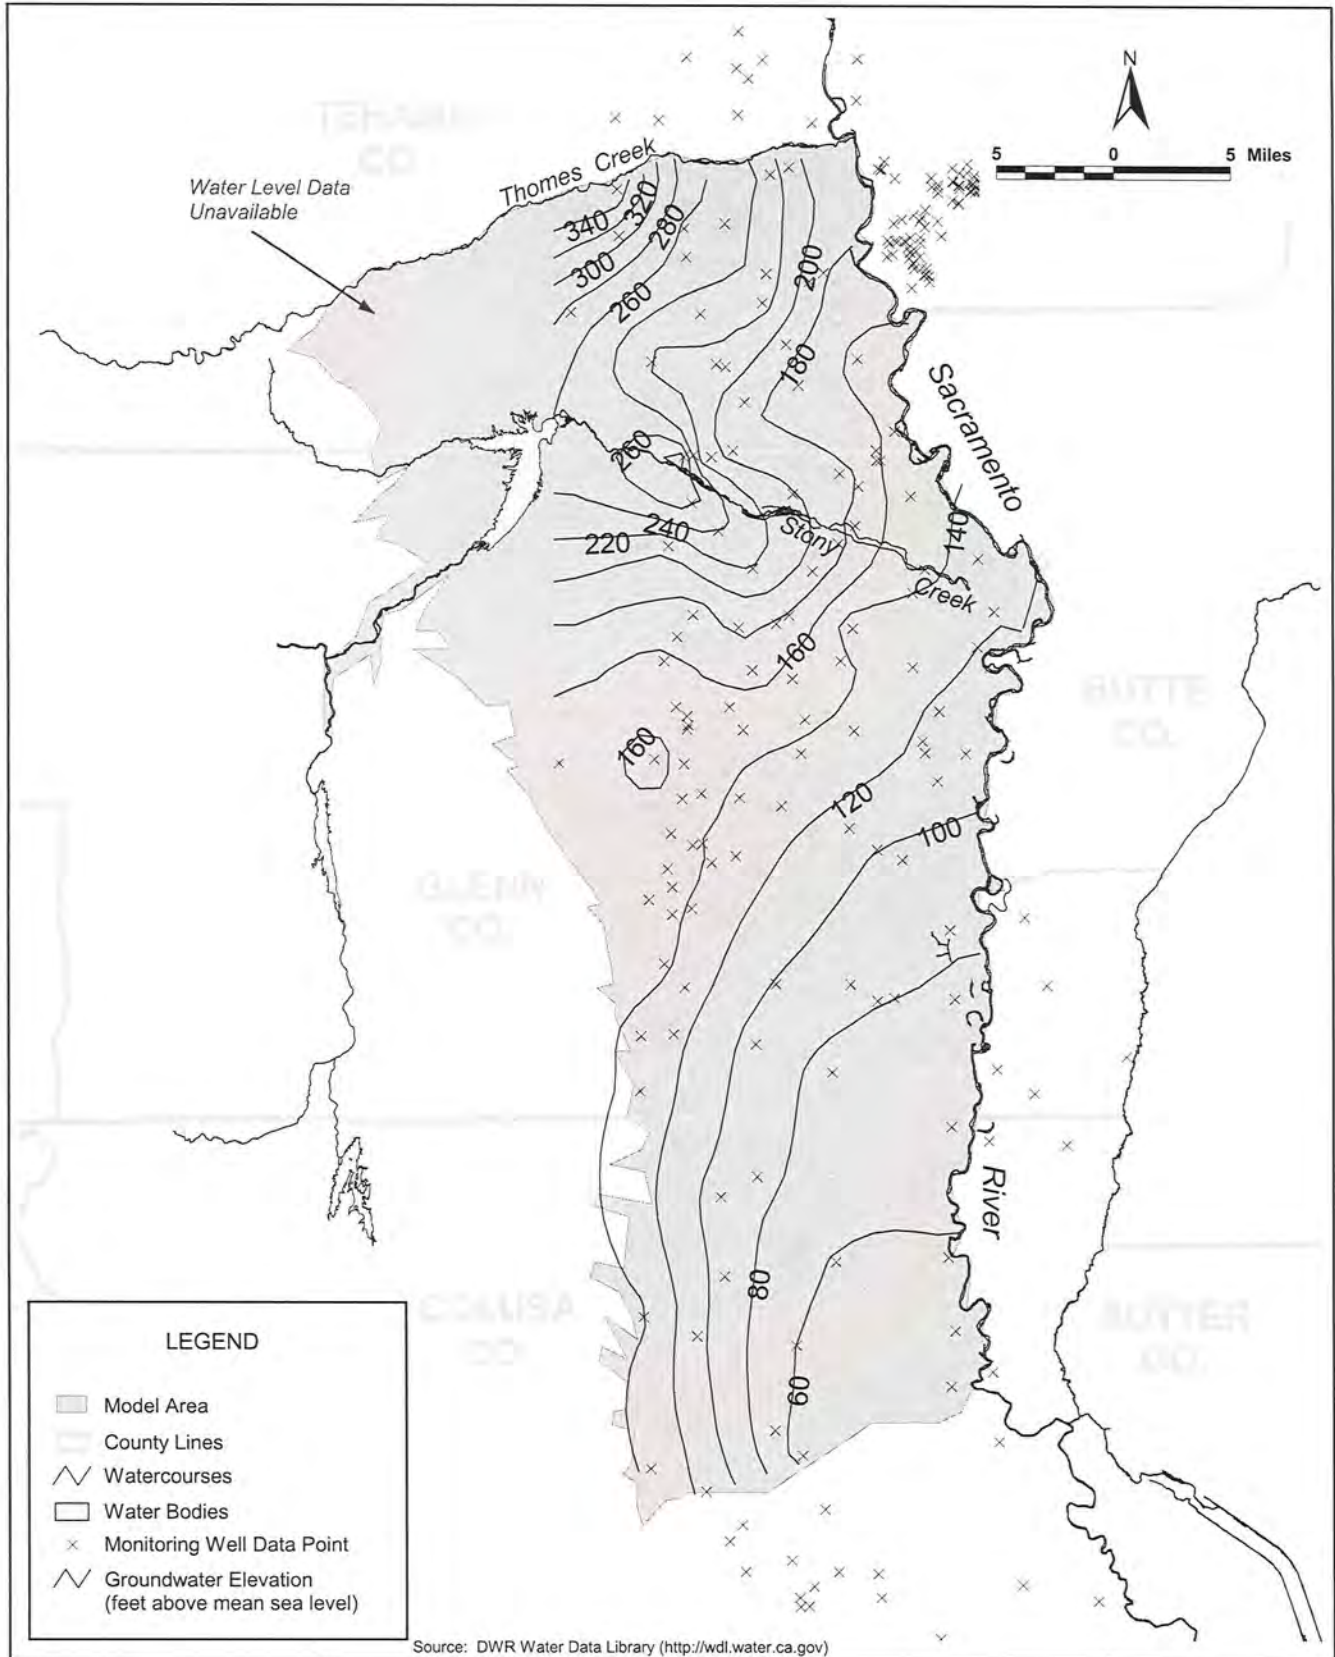 TEHAMA
CO.
N
5 0 5 Miles
Thomes Creek
Water Level Data
Unavailable
340
320
280
300
260
200
180
Sacramento
260
240
220
Stony
Creek
140
160
BUTTE
CO.
160
120
100
GLENN
CO.
River
80
COLUSA
CO.
SUTTER
CO.
60
LEGEND
Model Area
County Lines
Watercourses
Water Bodies
Monitoring Well Data Point
Groundwater Elevation
(feet above mean sea level)
Source: DWR Water Data Library (http://wdl.water.ca.gov)